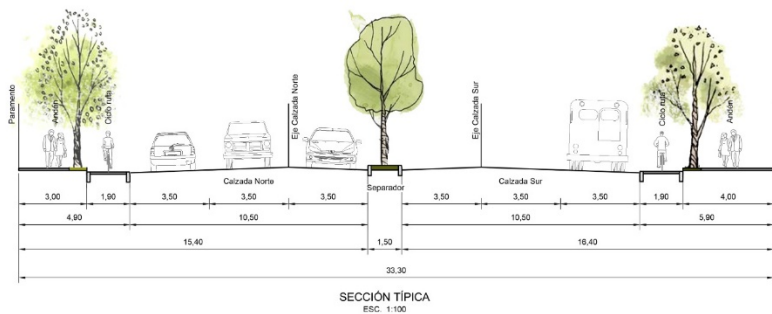 Paramento
Andén
Ciclo ruta
Eje Calzada Norte
Eje Calzada Sur
Ciclo ruta
Andén
Calzada Norte
Separador
Calzada Sur
3,00 1,90 3,50 3,50 3,50 3,50 3,50 3,50 1,90 4,00
4,90 10,50 10,50 5,90
15,40 1,50 16,40
33,30
SECCIÓN TÍPICA
ESC. 1:100